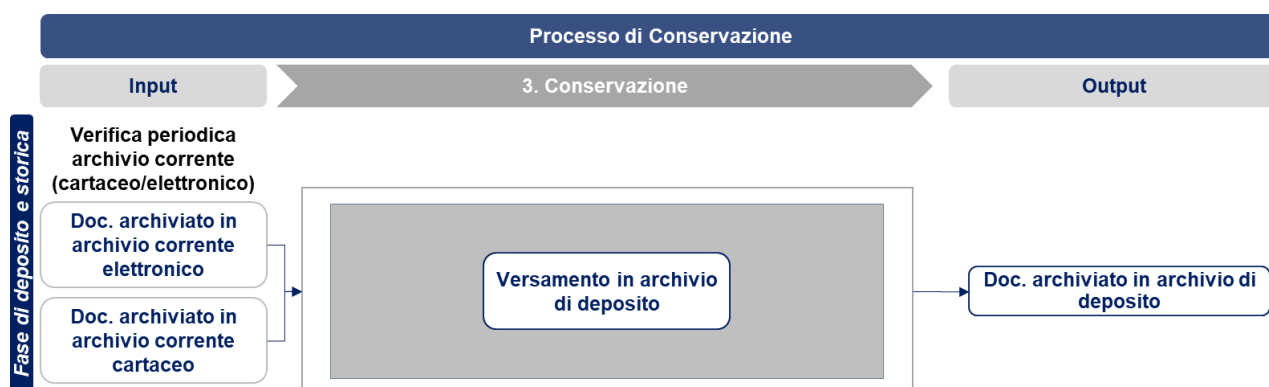 Processo di Conservazione
Input
3. Conservazione
Output
Fase di deposito e storica
Verifica periodica
archivio corrente
(cartaceo/elettronico)
Doc. archiviato in
archivio corrente
elettronico
Doc. archiviato in
archivio corrente
cartaceo
Versamento in archivio
di deposito
Doc. archiviato in archivio di
deposito